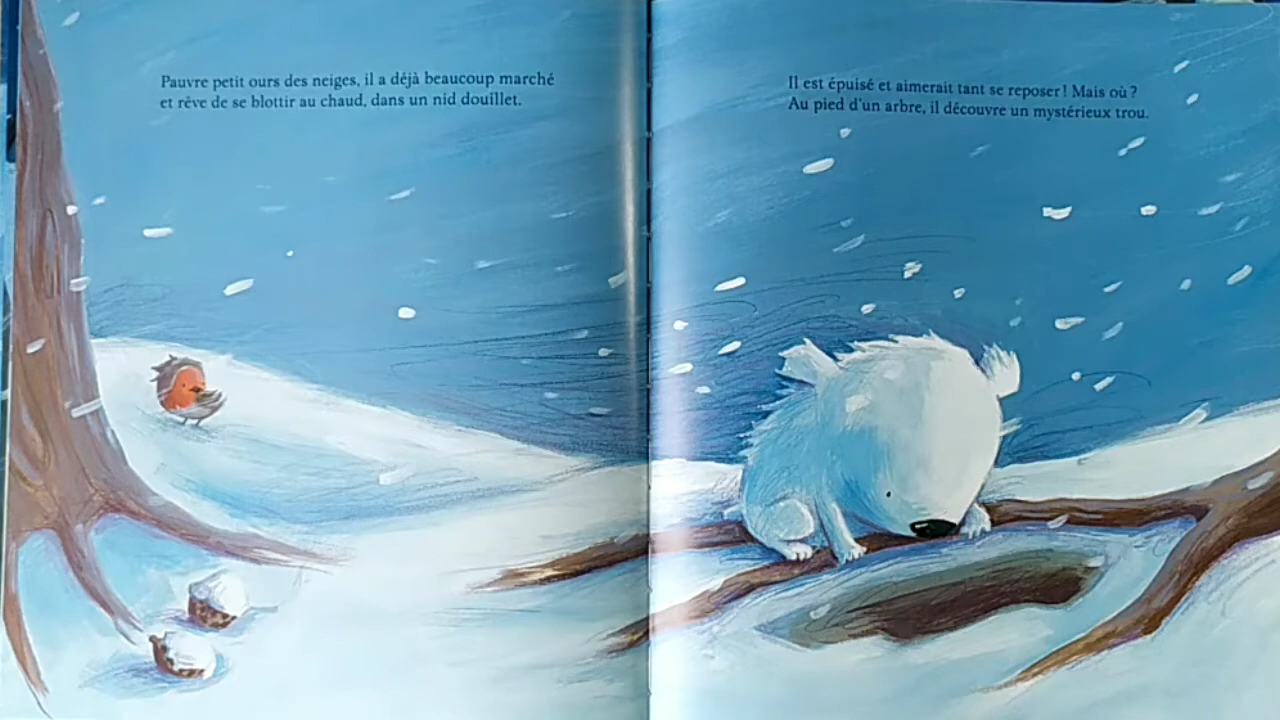 Pauvre petit ours des neiges, il a déjà beaucoup marché
et rêve de se blottir au chaud, dans un nid douillet.
Il est épuisé et aimerait tant se reposer ! Mais où ?
Au pied d'un arbre, il découvre un mystérieux trou.